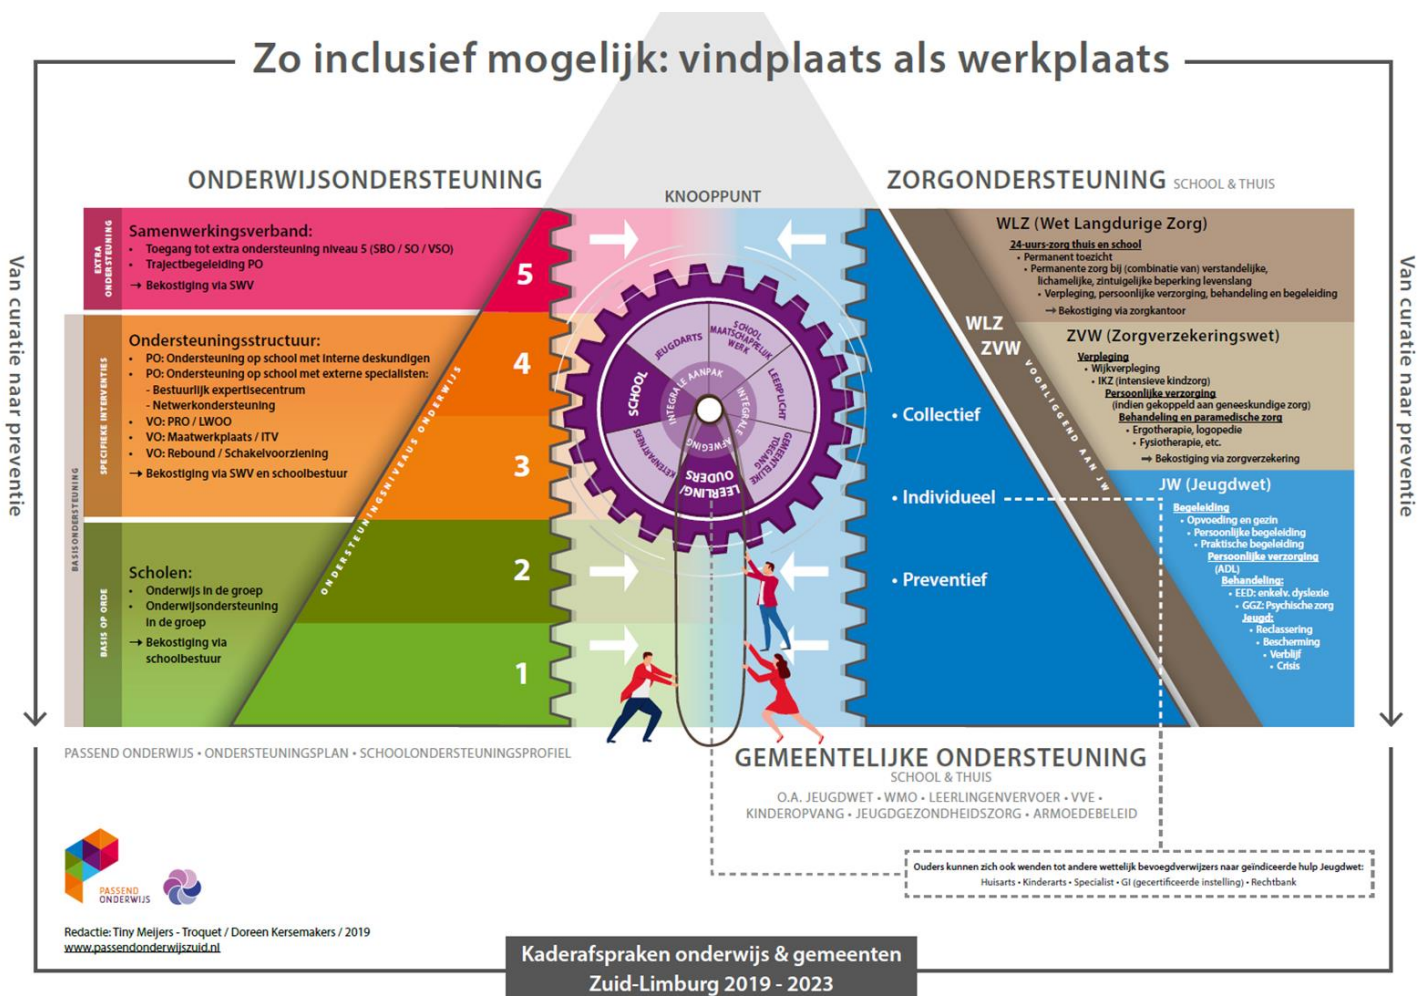 Zo inclusief mogelijk: vindplaats als werkplaats
Van curatie naar preventie
ONDERWIJSONDERSTEUNING
EXTRA
ONDERSTEUNING
Samenwerkingsverband:
• Toegang tot extra ondersteuning niveau 5 (SBO / SO / VSO)
• Trajectbegeleiding PO
→ Bekostiging via SWV
BASISONDERSTEUNING
SPECIFIEKE INTERVENTIES
Ondersteuningsstructuur:
• PO: Ondersteuning op school met interne deskundigen
• PO: Ondersteuning op school met externe specialisten:
- Bestuurlijk expertisecentrum
- Netwerkondersteuning
• VO: PRO / LWOO
• VO: Maatwerkplaats / ITV
• VO: Rebound / Schakelvoorziening
→ Bekostiging via SWV en schoolbestuur
BASIS OP ORDE
Scholen:
• Onderwijs in de groep
• Onderwijsondersteuning
in de groep
→ Bekostiging via
schoolbestuur
ONDERSTEUNINGSNIVEAUS ONDERWIJS
5
4
3
2
1
PASSEND ONDERWIJS • ONDERSTEUNINGSPLAN • SCHOOLONDERSTEUNINGSPROFIEL
KNOOPPUNT
SCHOOL
JEUGDARTS
SCHOOL
MAATSCHAPPELIJK
WERK
LEERPLICHT
GEMEENTELIJKE
TOEGANG
LEERLING/
OUDERS
KETENPARTNERS
INTEGRALE AANPAK
INTEGRALE AFWEGING
ZORGONDERSTEUNING SCHOOL & THUIS
• Collectief
• Individueel
• Preventief
WLZ
ZVW
VOORLIGGEND AAN JW
WLZ (Wet Langdurige Zorg)
24-uurs-zorg thuis en school
• Permanent toezicht
• Permanente zorg bij (combinatie van) verstandelijke,
lichamelijke, zintuigelijke beperking levenslang
• Verpleging, persoonlijke verzorging, behandeling en begeleiding
→ Bekostiging via zorgkantoor
ZVW (Zorgverzekeringswet)
Verpleging
• Wijkverpleging
• IKZ (intensieve kindzorg)
Persoonlijke verzorging
(indien gekoppeld aan geneeskundige zorg)
Behandeling en paramedische zorg
• Ergotherapie, logopedie
• Fysiotherapie, etc.
→ Bekostiging via zorgverzekering
JW (Jeugdwet)
Begeleiding
• Opvoeding en gezin
• Persoonlijke begeleiding
• Praktische begeleiding
Persoonlijke verzorging
(ADL)
Behandeling:
• EED: enkelv. dyslexie
• GGZ: Psychische zorg
Jeugd:
• Reclassering
• Bescherming
• Verblijf
• Crisis
Van curatie naar preventie
GEMEENTELIJKE ONDERSTEUNING
SCHOOL & THUIS
O.A. JEUGDWET • WMO • LEERLINGENVERVOER • VVE •
KINDEROPVANG • JEUGDGEZONDHEIDSZORG • ARMOEDEBELEID
Ouders kunnen zich ook wenden tot andere wettelijk bevoegdverwijzers naar geïndiceerde hulp Jeugdwet:
Huisarts • Kinderarts • Specialist • GI (gecertificeerde instelling) • Rechtbank
PASSEND
ONDERWIJS
Redactie: Tiny Meijers - Troquet / Doreen Kersemakers / 2019
www.passendonderwijszuid.nl
Kaderafspraken onderwijs & gemeenten
Zuid-Limburg 2019 - 2023